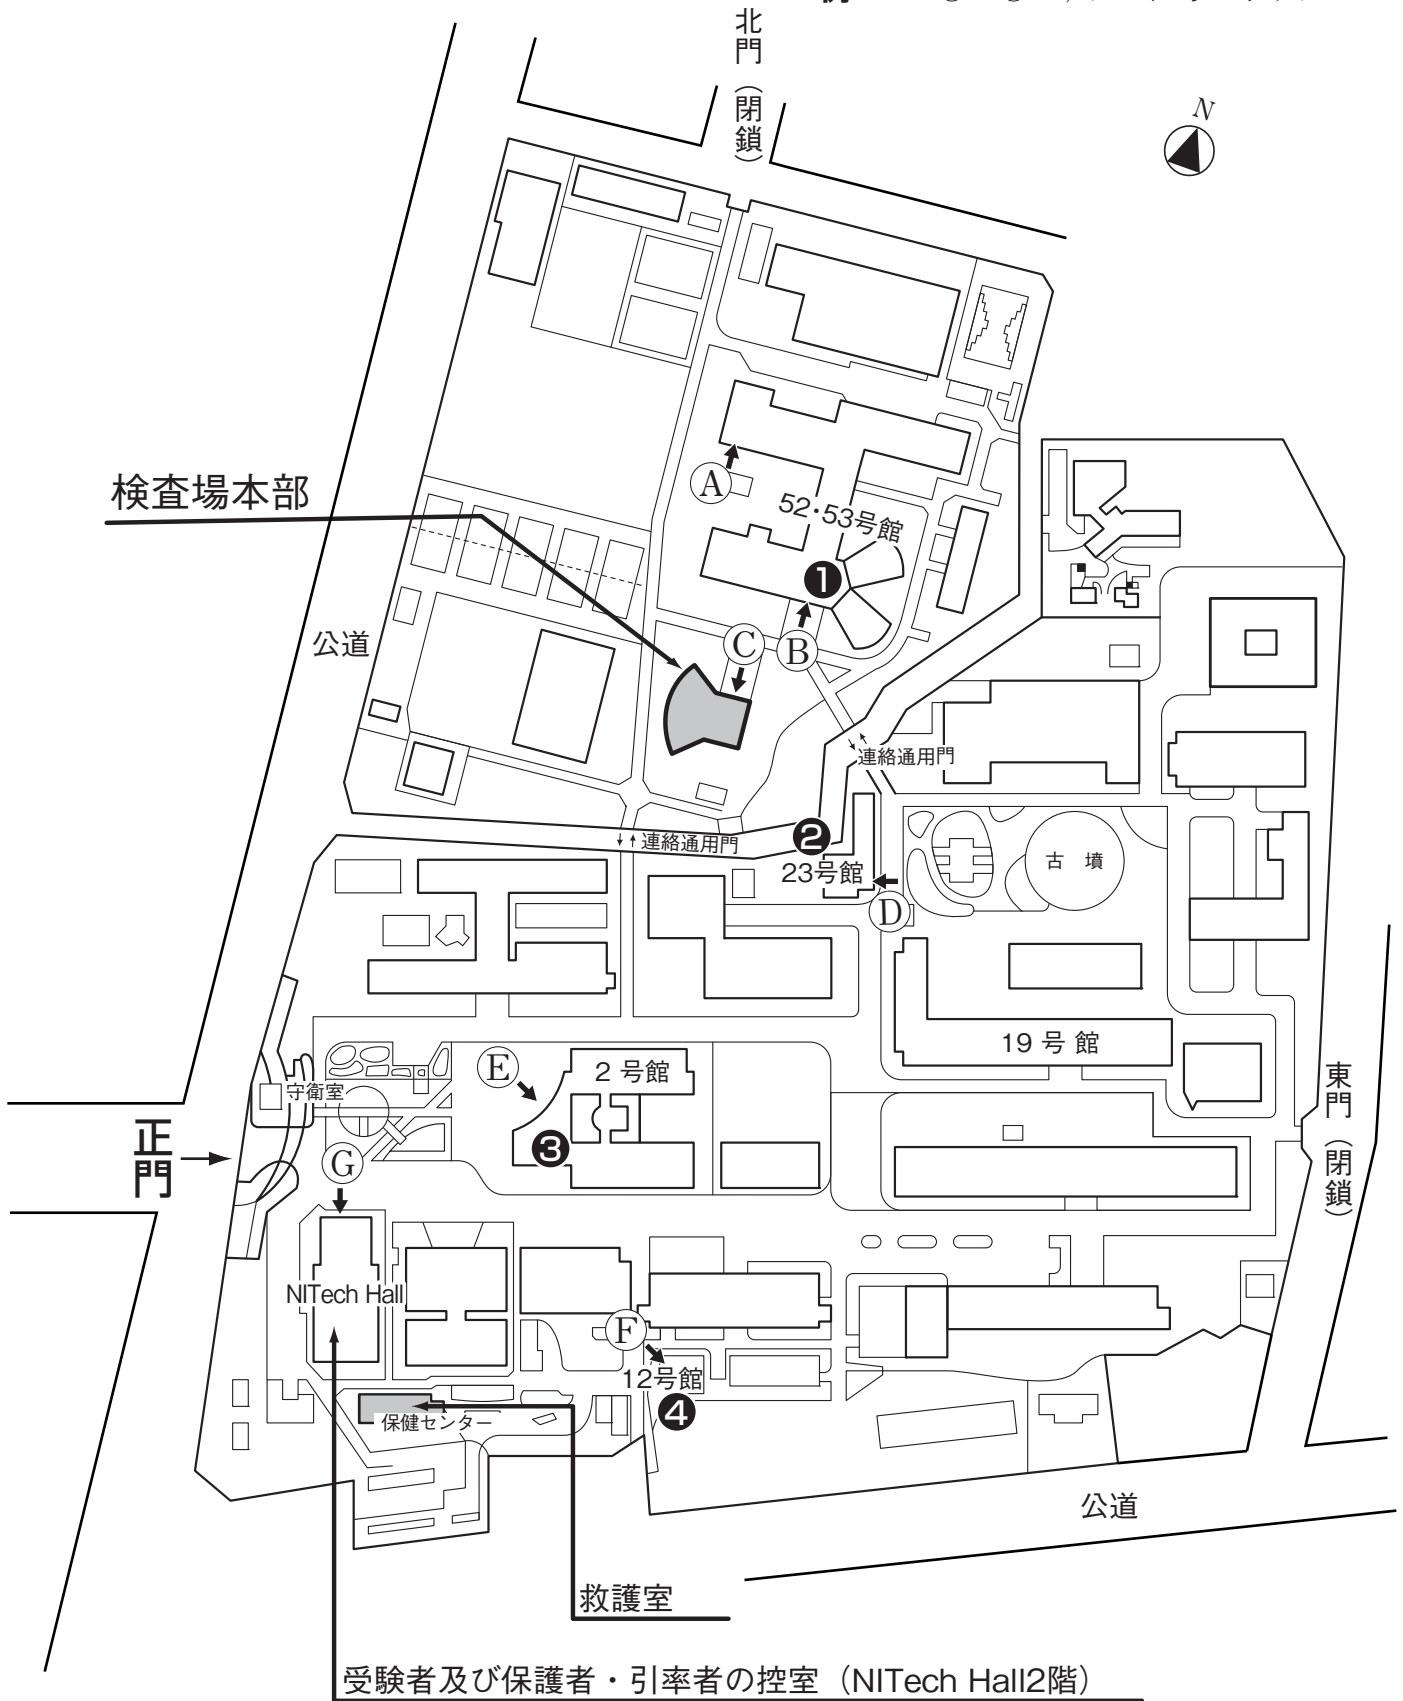 北門（閉鎖）
N
検査場本部
A
52・53号館
❶
公道
C
B
連絡通用門
❷
連絡通用門
23号館
古 墳
D
19 号 館
E
2 号館
守衛室
東門（閉鎖）
正門
❸
G
NITech Hall
F
12号館
❹
保健センター
公道
救護室
受験者及び保護者・引率者の控室（NITech Hall2階）